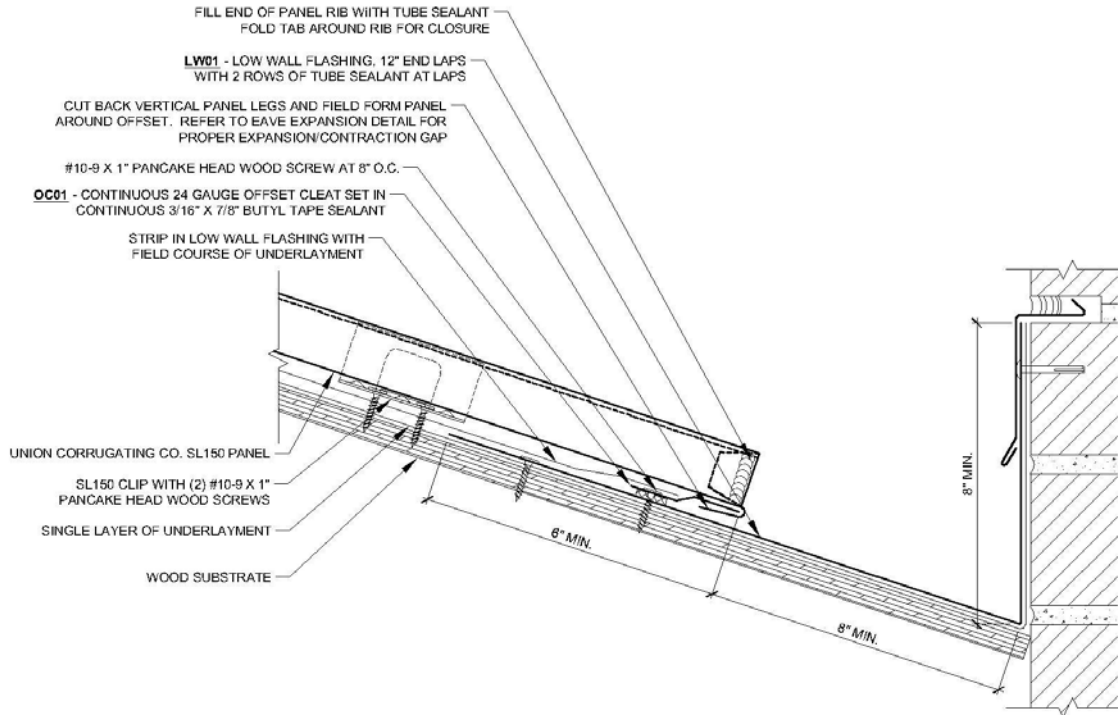 FILL END OF PANEL RIB WIITH TUBE SEALANT
FOLD TAB AROUND RIB FOR CLOSURE
LW01 - LOW WALL FLASHING, 12" END LAPS
WITH 2 ROWS OF TUBE SEALANT AT LAPS
CUT BACK VERTICAL PANEL LEGS AND FIELD FORM PANEL
AROUND OFFSET. REFER TO EAVE EXPANSION DETAIL FOR
PROPER EXPANSION/CONTRACTION GAP
#10-9 X 1" PANCAKE HEAD WOOD SCREW AT 8" O.C.
OC01 - CONTINUOUS 24 GAUGE OFFSET CLEAT SET IN
CONTINUOUS 3/16" X 7/8" BUTYL TAPE SEALANT
STRIP IN LOW WALL FLASHING WITH
FIELD COURSE OF UNDERLAYMENT
UNION CORRUGATING CO. SL150 PANEL
SL150 CLIP WITH (2) #10-9 X 1"
PANCAKE HEAD WOOD SCREWS
SINGLE LAYER OF UNDERLAYMENT
WOOD SUBSTRATE
6" MIN.
8" MIN.
8" MIN.